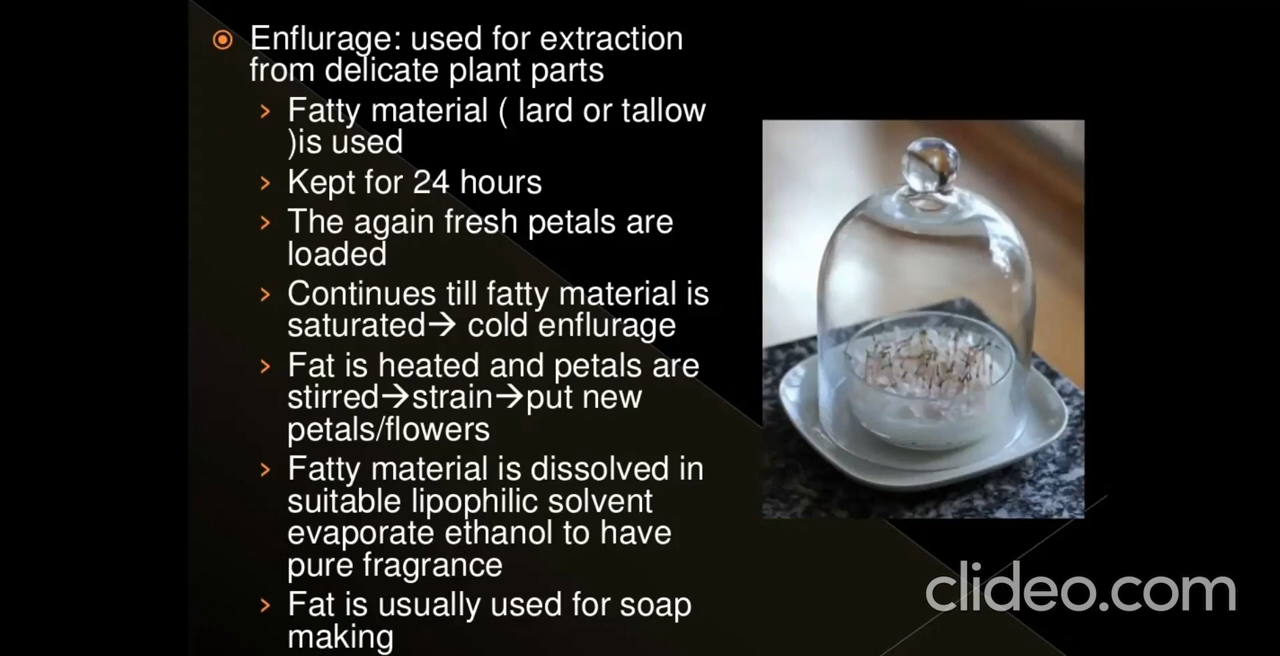 Enflurage: used for extraction
from delicate plant parts
Fatty material ( lard or tallow
)is used
Kept for 24 hours
The again fresh petals are
loaded
Continues till fatty material is
saturated→ cold enflurage
Fat is heated and petals are
stirred→strain→put new
petals/flowers
Fatty material is dissolved in
suitable lipophilic solvent
evaporate ethanol to have
pure fragrance
Fat is usually used for soap
making
clideo.com